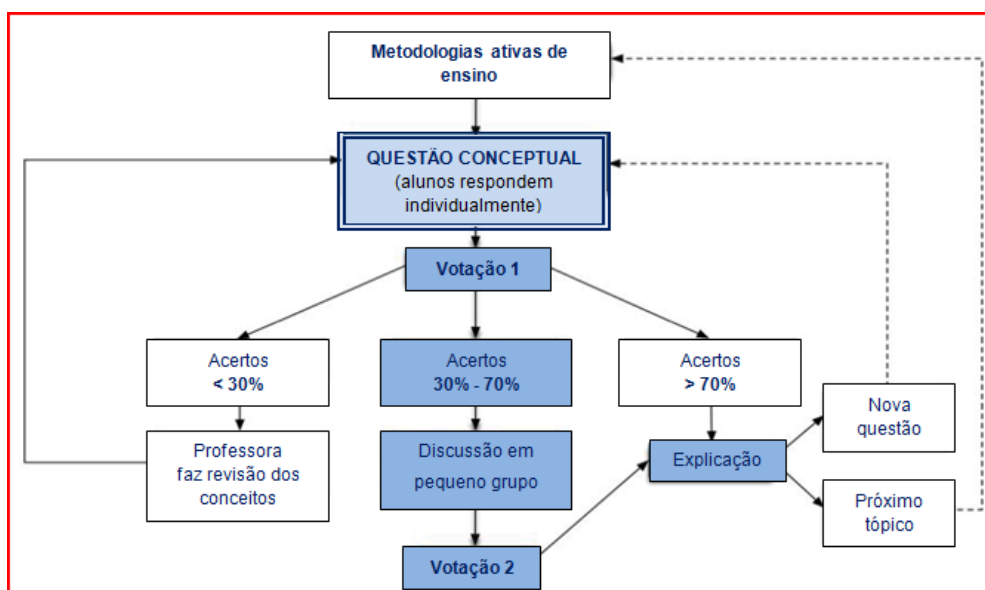 Metodologias ativas de
ensino
QUESTÃO CONCEPTUAL
(alunos respondem
individualmente)
Votação 1
Acertos
< 30%
Acertos
30% - 70%
Acertos
> 70%
Professora
faz revisão dos
conceitos
Discussão em
pequeno grupo
Explicação
Nova
questão
Próximo
tópico
Votação 2